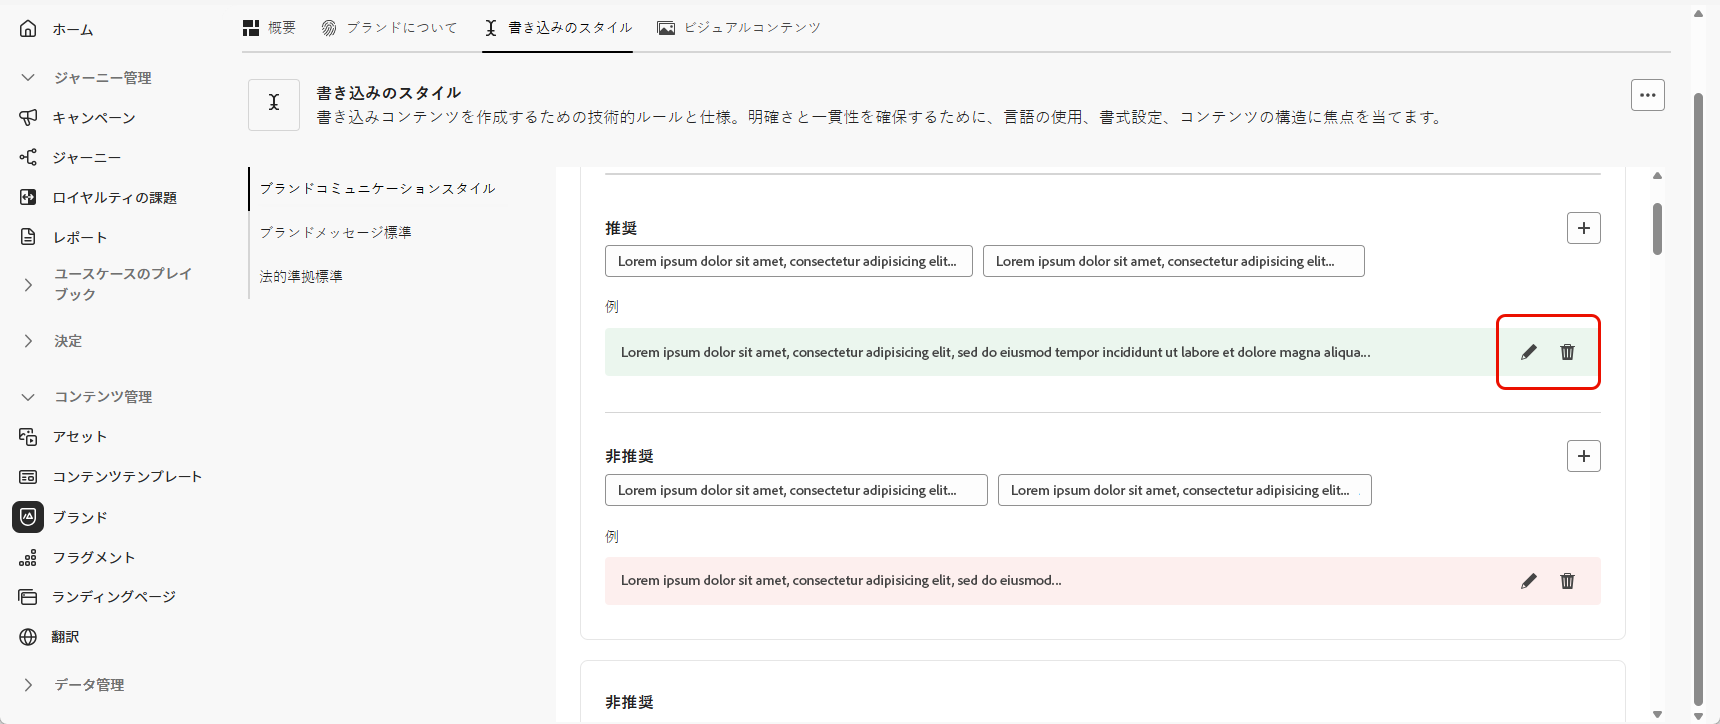 ホーム
ジャーニー管理
キャンペーン
ジャーニー
ロイヤルティの課題
レポート
ユースケースのプレイ
ブック
決定
コンテンツ管理
アセット
コンテンツテンプレート
ブランド
フラグメント
ランディングページ
翻訳
データ管理
概要 ブランドについて 書き込みのスタイル ビジュアルコンテンツ
書き込みのスタイル
書き込みコンテンツを作成するための技術的ルールと仕様。明確さと一貫性を確保するために、言語の使用、書式設定、コンテンツの構造に焦点を当てます。
ブランドコミュニケーションスタイル
ブランドメッセージ標準
法的準拠標準
推奨
Lorem ipsum dolor sit amet, consectetur adipisicing elit... Lorem ipsum dolor sit amet, consectetur adipisicing elit...
例
Lorem ipsum dolor sit amet, consectetur adipisicing elit, sed do eiusmod tempor incididunt ut labore et dolore magna aliqua...
非推奨
Lorem ipsum dolor sit amet, consectetur adipisicing elit... Lorem ipsum dolor sit amet, consectetur adipisicing elit...
例
Lorem ipsum dolor sit amet, consectetur adipisicing elit, sed do eiusmod...
非推奨